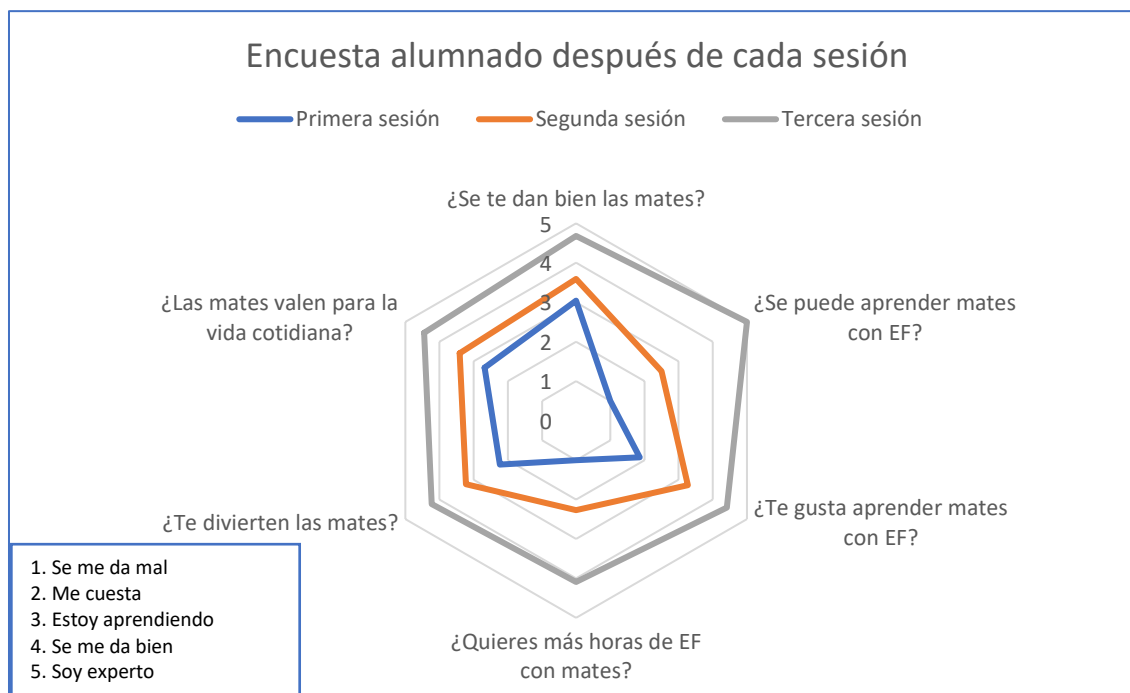 Encuesta alumnado después de cada sesión
Primera sesión
Segunda sesión
Tercera sesión
¿Se te dan bien las mates?
5
4
3
2
1
0
¿Se puede aprender mates
con EF?
¿Te gusta aprender mates
con EF?
¿Quieres más horas de EF
con mates?
¿Te divierten las mates?
¿Las mates valen para la
vida cotidiana?
1. Se me da mal
2. Me cuesta
3. Estoy aprendiendo
4. Se me da bien
5. Soy experto